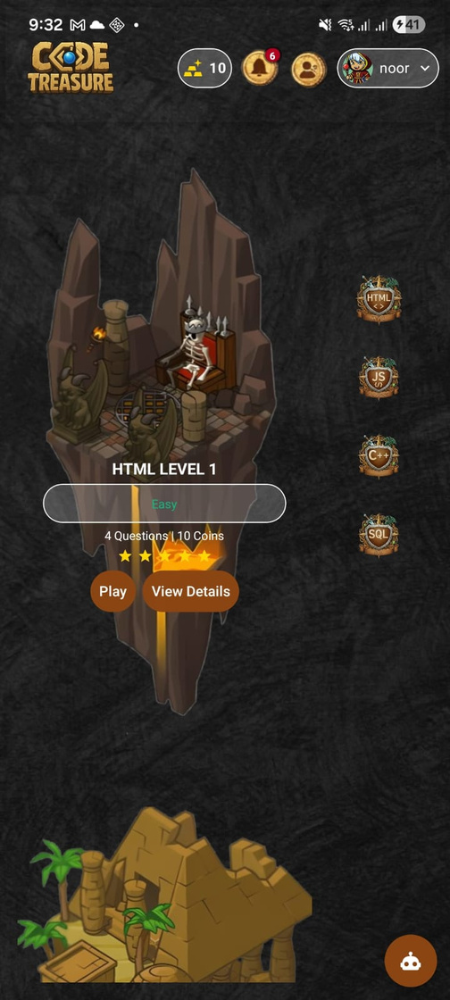 9:32
41
CODE
TREASURE
10
6
noor
HTML
<>
JS
C++
SQL
HTML LEVEL 1
Easy
4 Questions | 10 Coins
Play
View Details